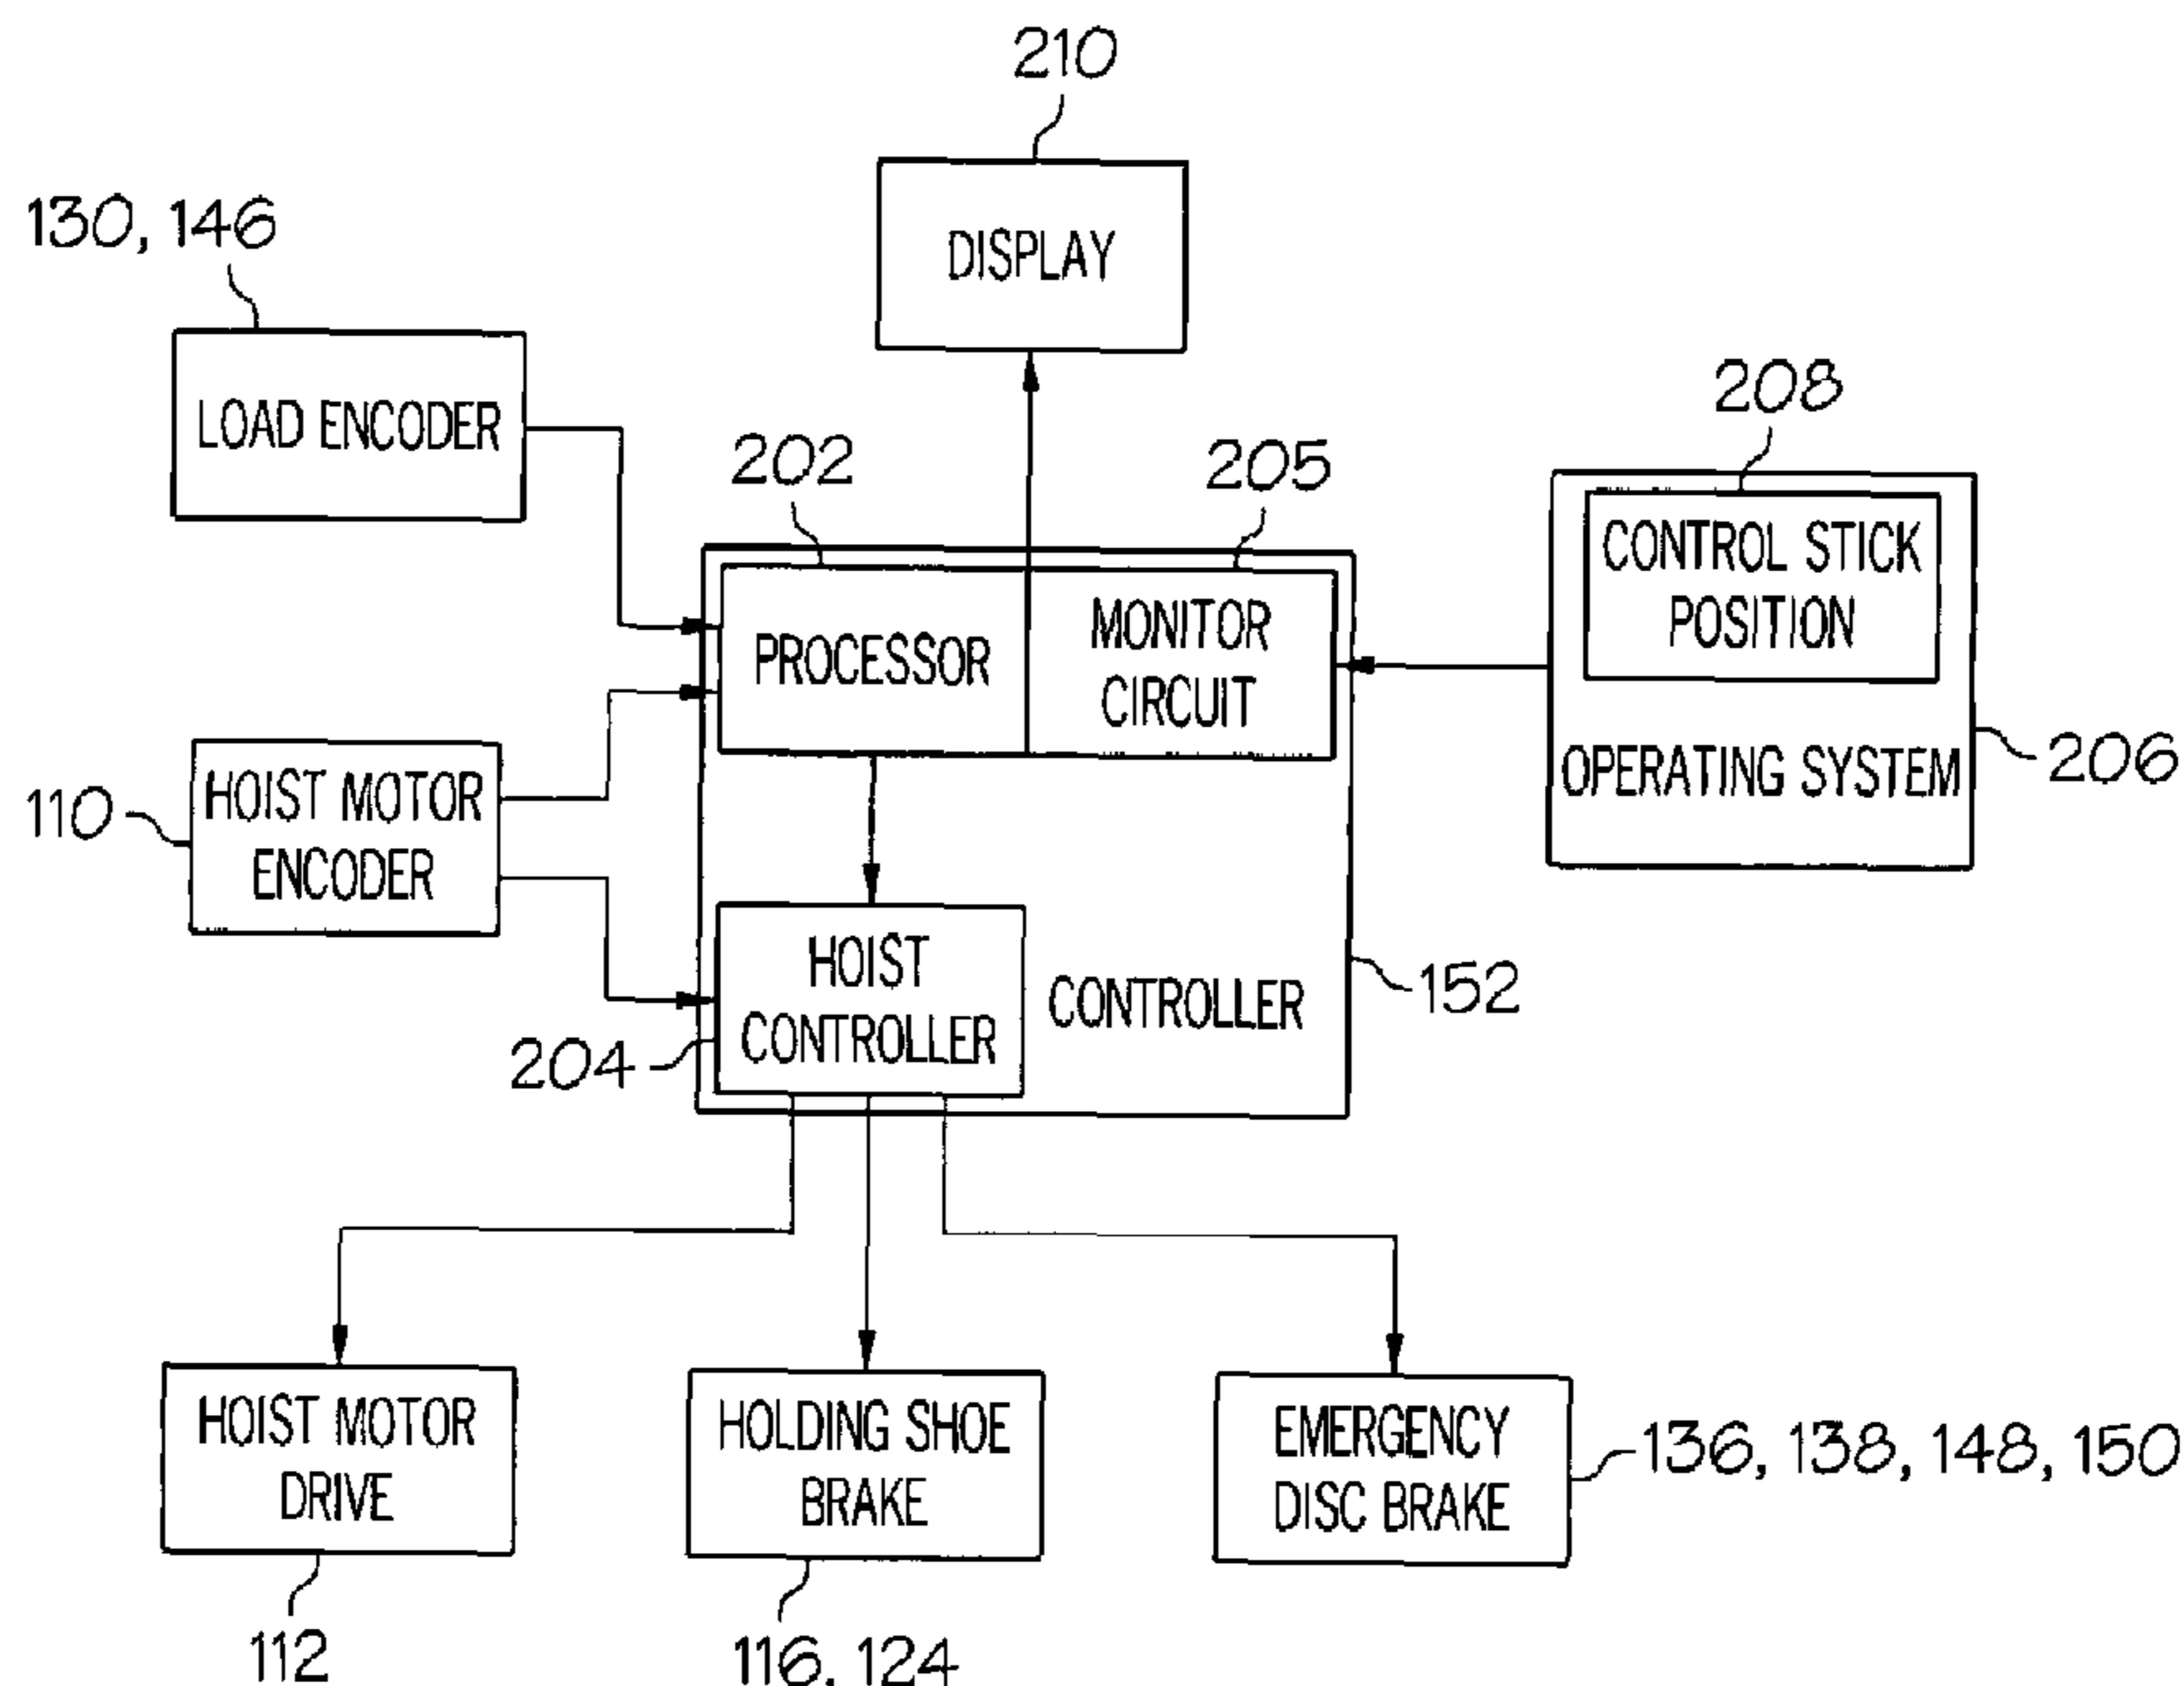 210
DISPLAY
130, 146
LOAD ENCODER
208
CONTROL STICK
POSITION
OPERATING SYSTEM
206
202
205
PROCESSOR
MONITOR
CIRCUIT
110
HOIST MOTOR
ENCODER
HOIST
CONTROLLER
204
CONTROLLER
152
HOIST MOTOR
DRIVE
112
HOLDING SHOE
BRAKE
116, 124
EMERGENCY
DISC BRAKE
136, 138, 148, 150